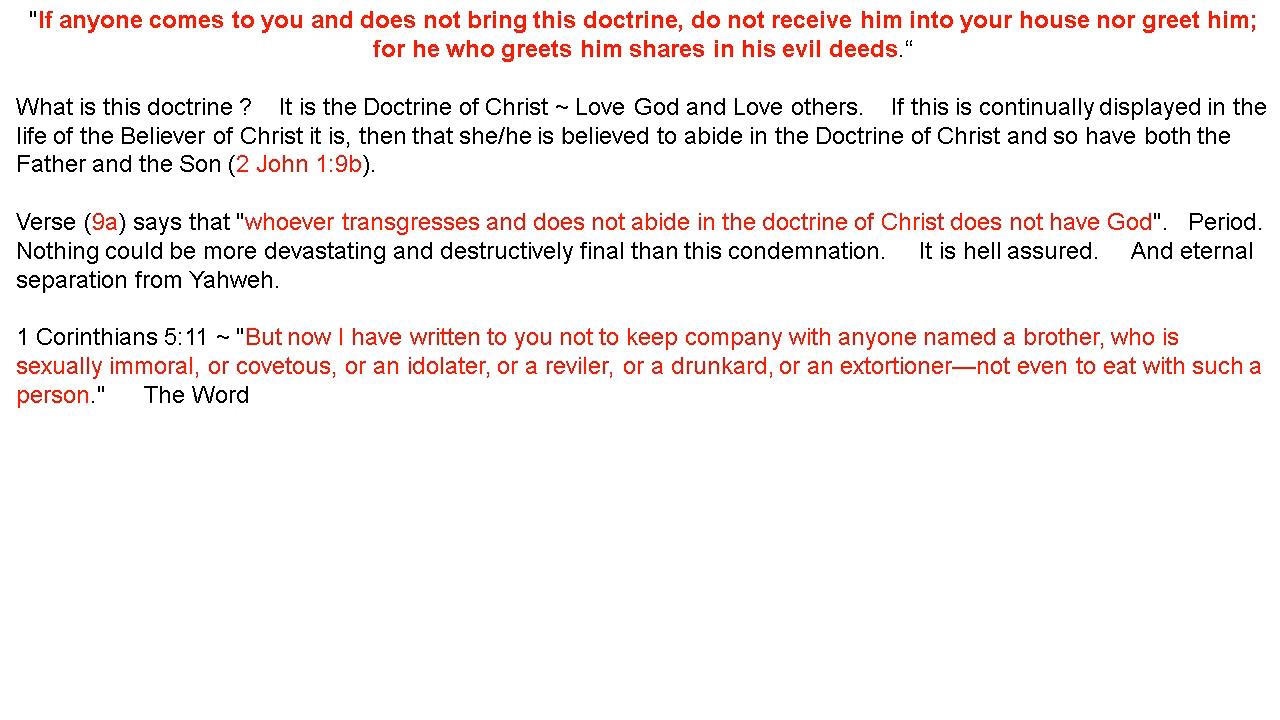 "If anyone comes to you and does not bring this doctrine, do not receive him into your house nor greet him;
for he who greets him shares in his evil deeds.“
What is this doctrine ? It is the Doctrine of Christ ~ Love God and Love others. If this is continually displayed in the
life of the Believer of Christ it is, then that she/he is believed to abide in the Doctrine of Christ and so have both the
Father and the Son (2 John 1:9b).
Verse (9a) says that "whoever transgresses and does not abide in the doctrine of Christ does not have God". Period.
Nothing could be more devastating and destructively final than this condemnation. It is hell assured. And eternal
separation from Yahweh.
1 Corinthians 5:11 ~ "But now I have written to you not to keep company with anyone named a brother, who is
sexually immoral, or covetous, or an idolater, or a reviler, or a drunkard, or an extortioner—not even to eat with such a
person." The Word